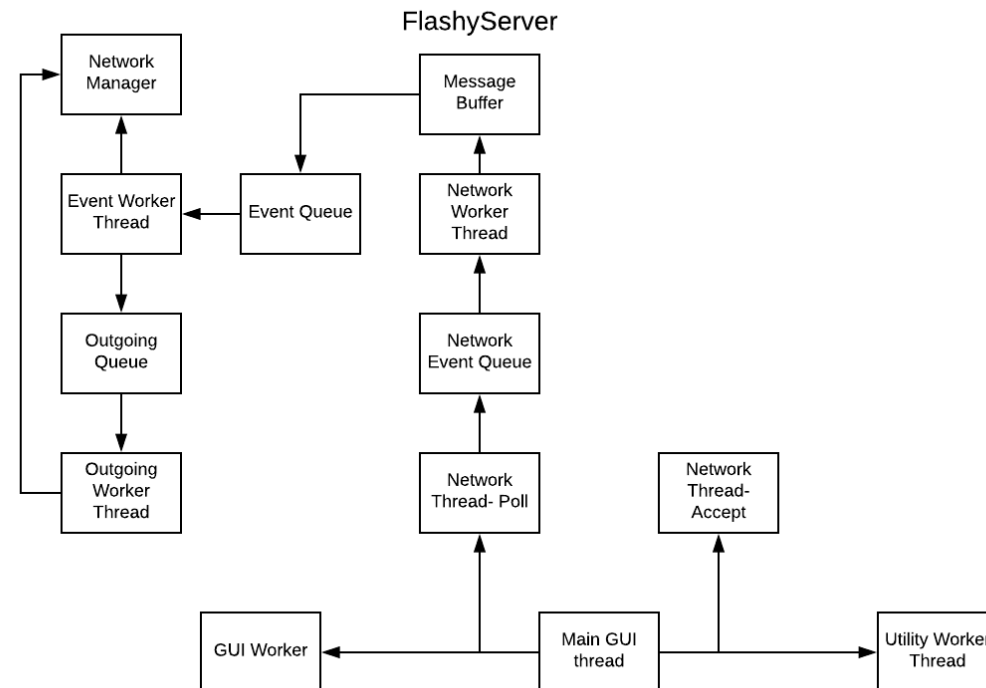 FlashyServer
Network
Manager
Message
Buffer
Event Worker
Thread
Event Queue
Network
Worker
Thread
Outgoing
Queue
Network
Event Queue
Outgoing
Worker
Thread
Network
Thread- Poll
Network
Thread-
Accept
GUI Worker
Main GUI
thread
Utility Worker
Thread